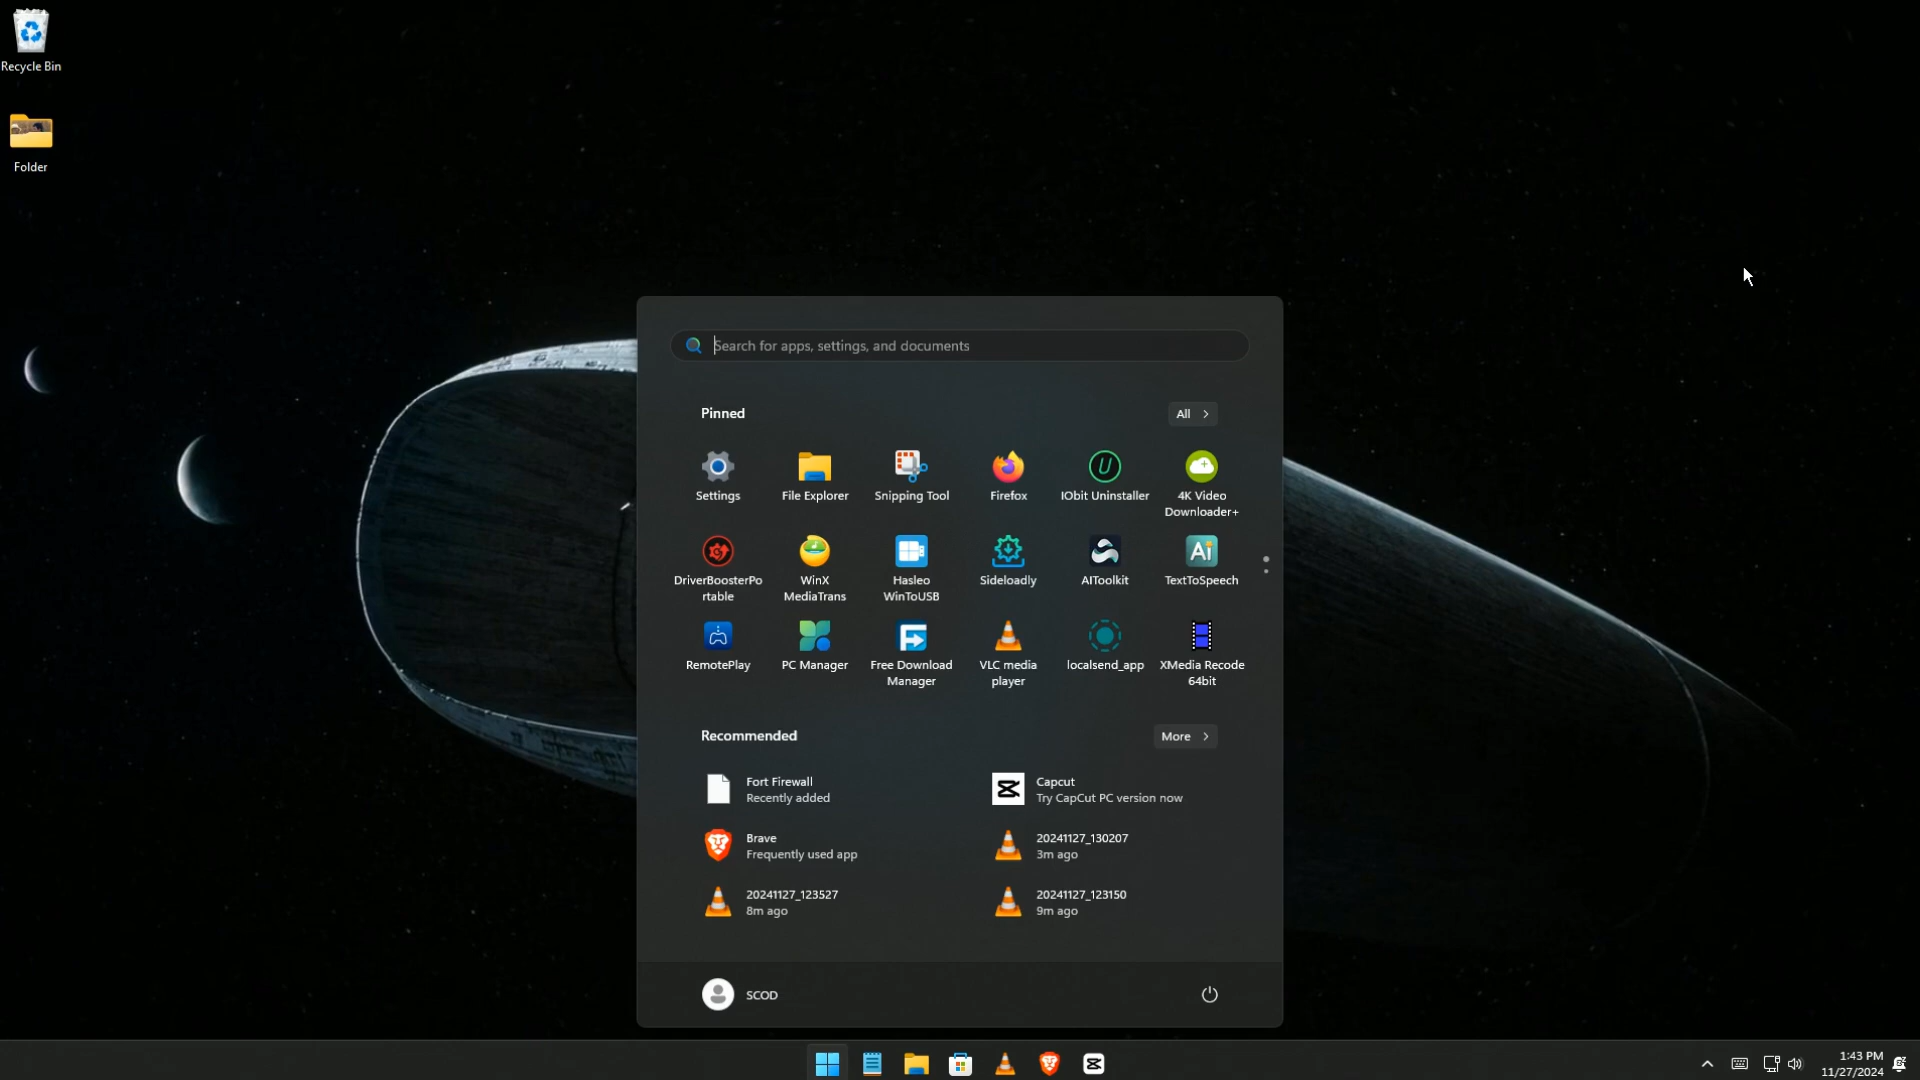 Recycle Bin
Folder
Search for apps, settings, and documents
Pinned
All
Settings
File Explorer
Snipping Tool
Firefox
IObit Uninstaller
4K Video
Downloader+
DriverBoosterPo
rtable
WinX
MediaTrans
Hasleo
WinToUSB
Sideloadly
AIToolkit
Ai
TextToSpeech
RemotePlay
PC Manager
Free Download
Manager
VLC media
player
localsend_app
XMedia Recode
64bit
Recommended
More
Fort Firewall
Recently added
Capcut
Try CapCut PC version now
Brave
Frequently used app
20241127_130207
3m ago
20241127_123527
8m ago
20241127_123150
9m ago
SCOD
1:43 PM
11/27/2024